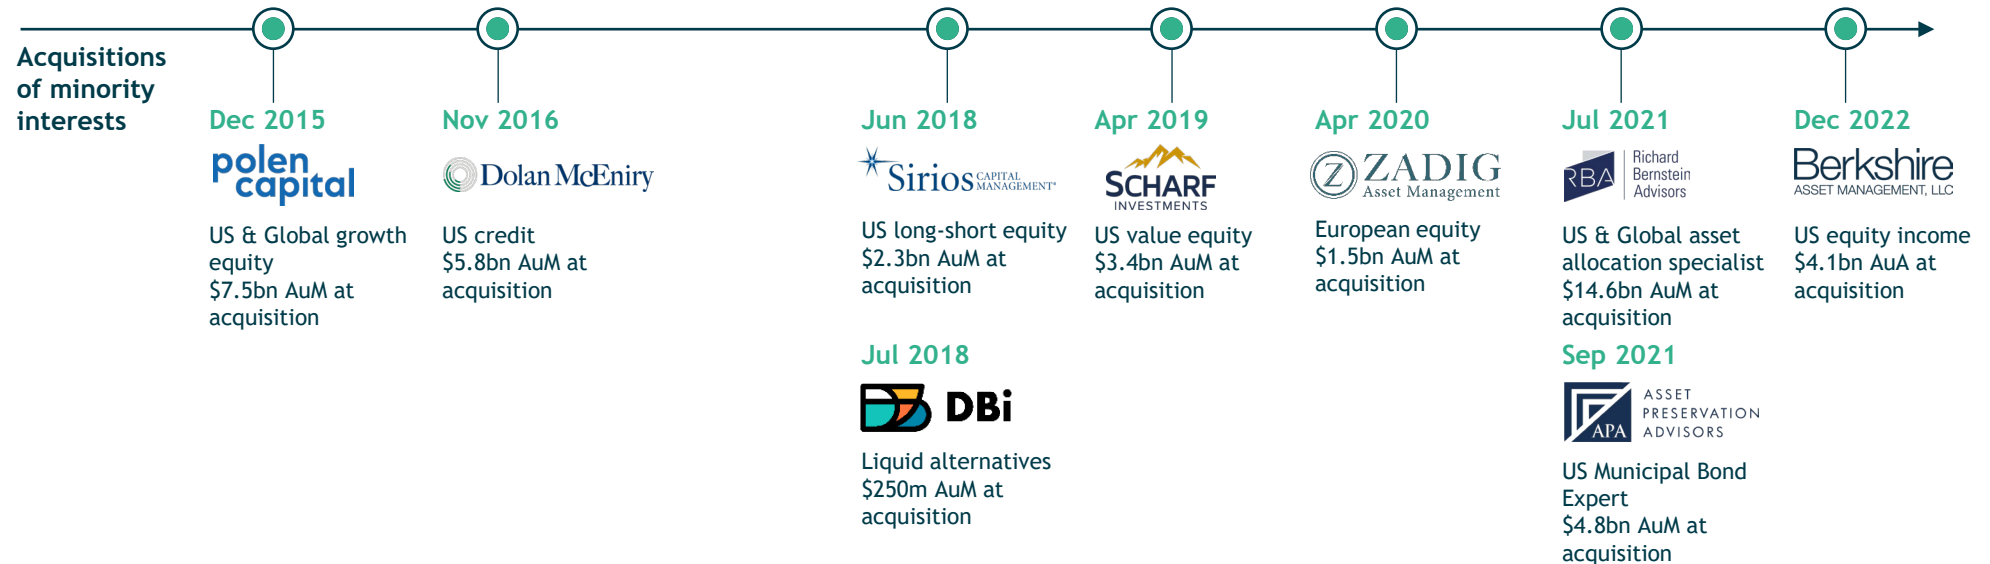 Acquisitions
of minority
interests
Dec 2015
polen
capital
US & Global growth
equity
$7.5bn AuM at
acquisition
Nov 2016
Dolan McEniry
US credit
$5.8bn AuM at
acquisition
Jun 2018
Sirios CAPITAL
MANAGEMENT
US long-short equity
$2.3bn AuM at
acquisition
Jul 2018
DBi
Liquid alternatives
$250m AuM at
acquisition
Apr 2019
SCHARF
INVESTMENTS
US value equity
$3.4bn AuM at
acquisition
Apr 2020
Z ZADIG
Asset Management
European equity
$1.5bn AuM at
acquisition
Jul 2021
RBA
Richard
Bernstein
Advisors
US & Global asset
allocation specialist
$14.6bn AuM at
acquisition
Sep 2021
APA
ASSET
PRESERVATION
ADVISORS
US Municipal Bond
Expert
$4.8bn AuM at
acquisition
Dec 2022
Berkshire
ASSET MANAGEMENT, LLC
US equity income
$4.1bn AuA at
acquisition